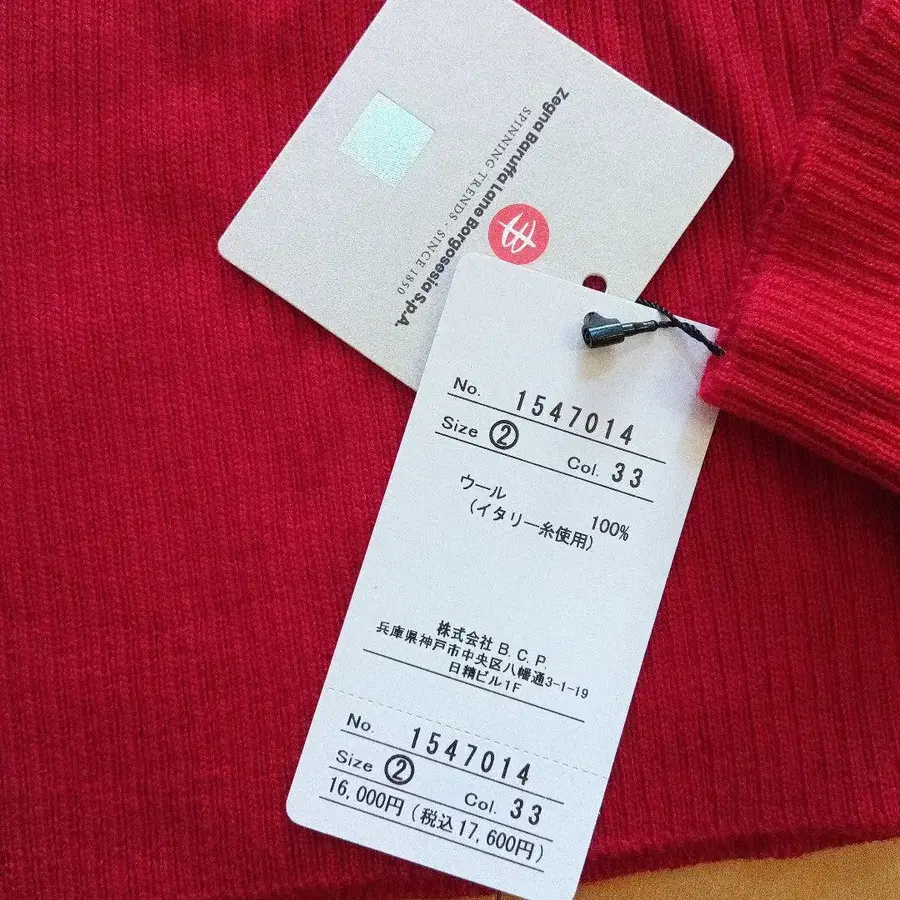 Zegna Baruffa Lane Borgosesia S.p.A.
SPINNING TRENDS · SINCE 1850
No. 1547014
Size ② Col. 33
ウール 100%
(イタリー糸使用)
株式会社 B.C.P.
兵庫県神戸市中央区八幡通3-1-19
日精ビル1F
No. 1547014
Size ② Col. 33
16,000円(税込17,600円)